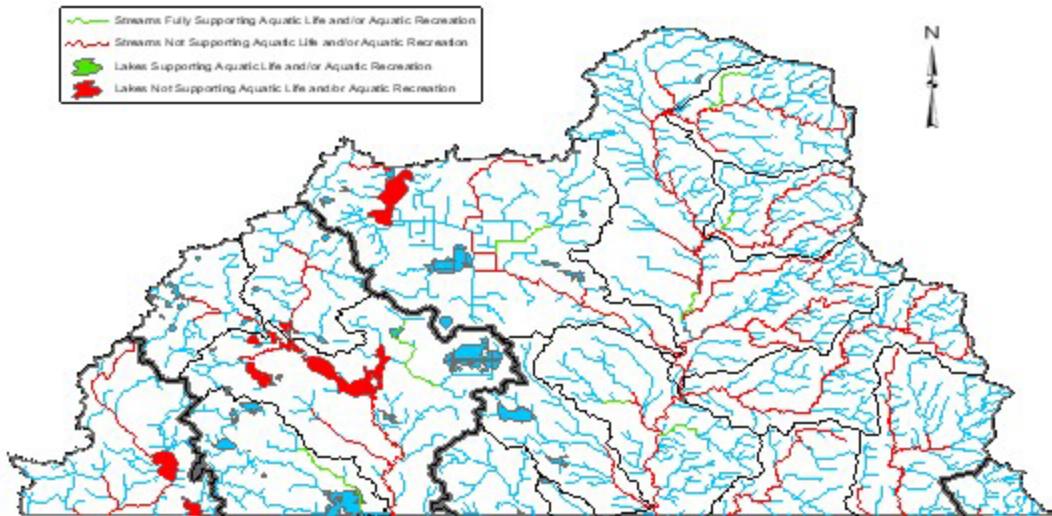 Streams Fully Supporting Aquatic Life and/or Aquatic Recreation
Streams Not Supporting Aquatic Life and/or Aquatic Recreation
Lakes Supporting Aquatic Life and/or Aquatic Recreation
Lakes Not Supporting Aquatic Life and/or Aquatic Recreation
N